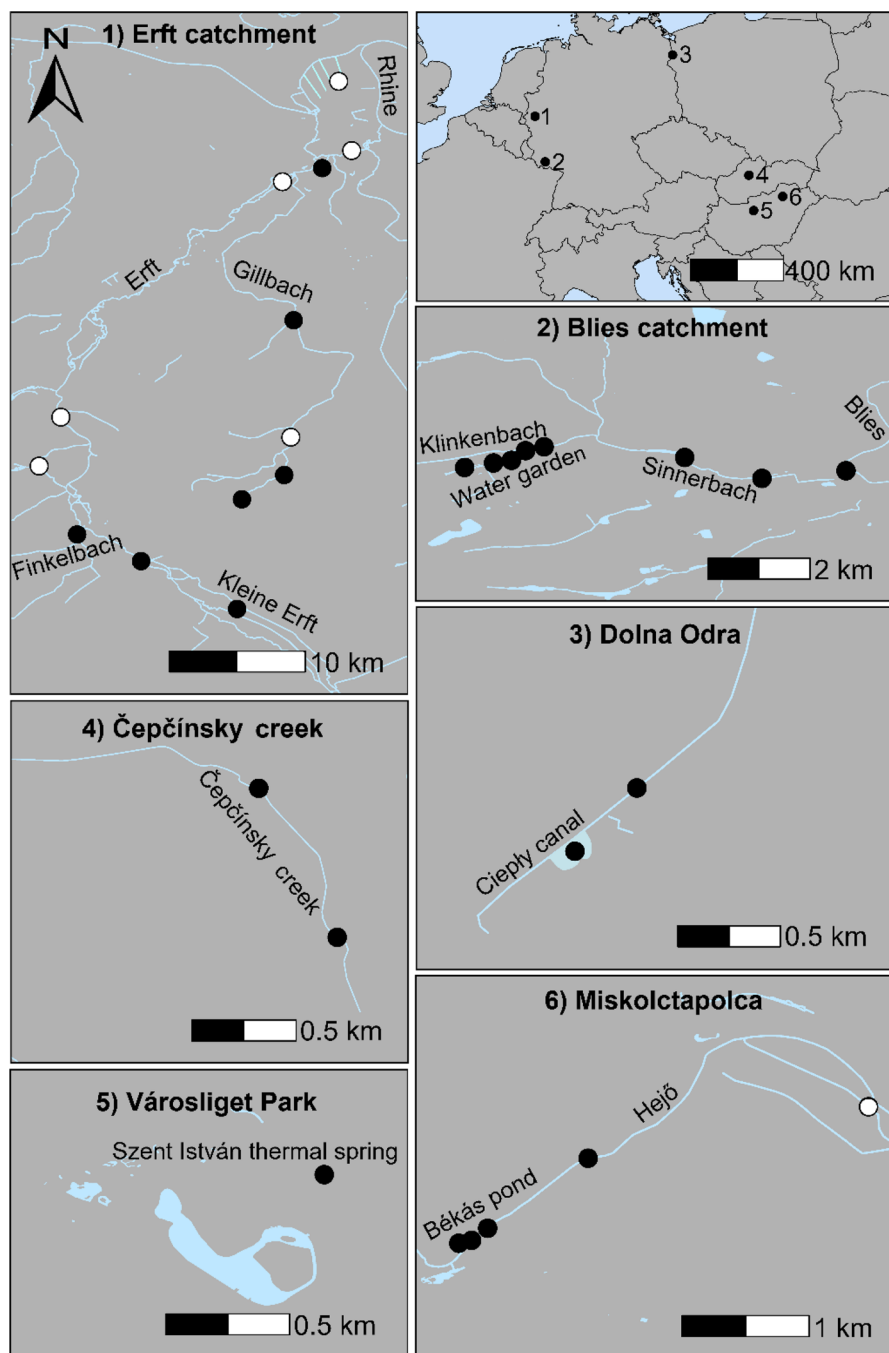 1) Erft catchment
N
Rhine
Erft
Gillbach
Finkelbach
Kleine Erft
10 km
3
1
2
4
6
5
400 km
2) Blies catchment
Blies
Klinkenbach
Water garden
Sinnerbach
2 km
3) Dolna Odra
Ciepły canal
0.5 km
4) Čepčínsky creek
Čepčínsky creek
0.5 km
5) Városliget Park
Szent István thermal spring
0.5 km
6) Miskolctapolca
Hejő
Békás pond
1 km